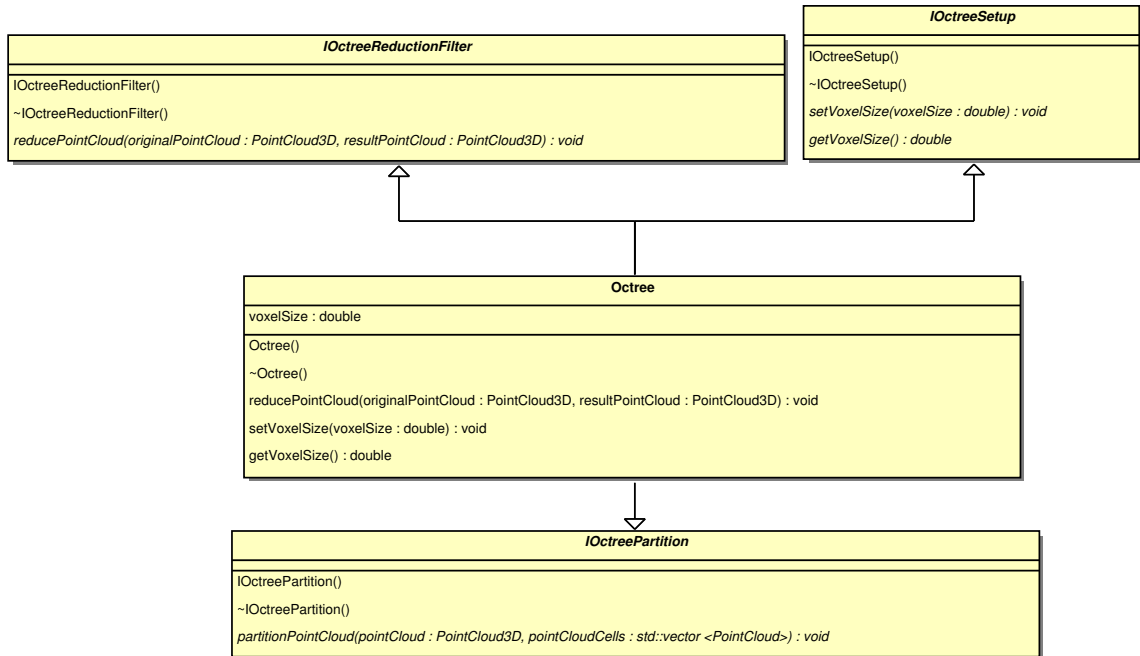 IOctreeReductionFilter
IOctreeReductionFilter()
~IOctreeReductionFilter()
reducePointCloud(originalPointCloud : PointCloud3D, resultPointCloud : PointCloud3D) : void
IOctreeSetup
IOctreeSetup()
~IOctreeSetup()
setVoxelSize(voxelSize : double) : void
getVoxelSize() : double
Octree
voxelSize : double
Octree()
~Octree()
reducePointCloud(originalPointCloud : PointCloud3D, resultPointCloud : PointCloud3D) : void
setVoxelSize(voxelSize : double) : void
getVoxelSize() : double
IOctreePartition
IOctreePartition()
~IOctreePartition()
partitionPointCloud(pointCloud : PointCloud3D, pointCloudCells : std::vector <PointCloud>) : void